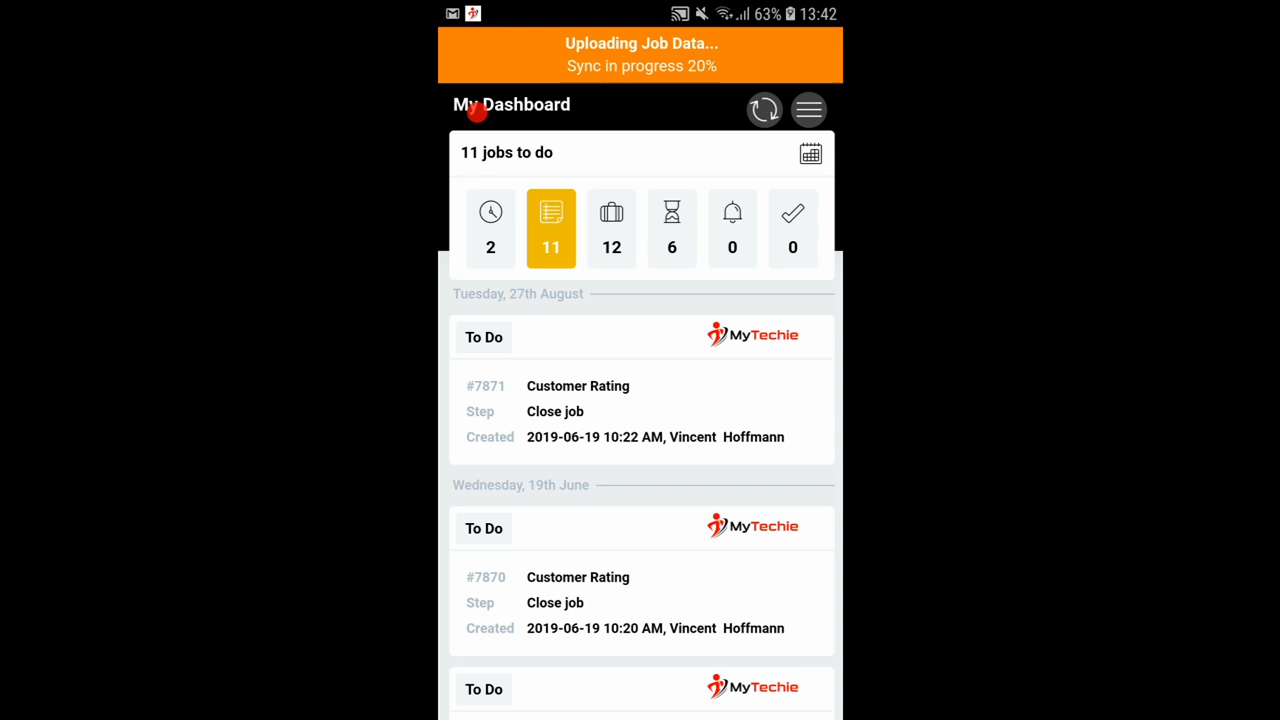 63% 13:42
Uploading Job Data...
Sync in progress 20%
My Dashboard
11 jobs to do
2 11 12 6 0 0
Tuesday, 27th August
To Do MyTechie
#7871 Customer Rating
Step Close job
Created 2019-06-19 10:22 AM, Vincent Hoffmann
Wednesday, 19th June
To Do MyTechie
#7870 Customer Rating
Step Close job
Created 2019-06-19 10:20 AM, Vincent Hoffmann
To Do MyTechie